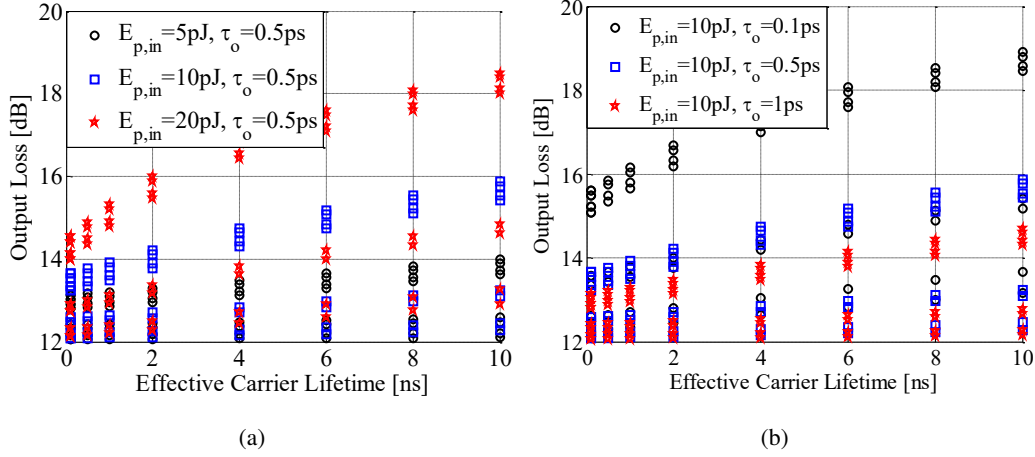 20
18
16
14
12
0
2
4
6
8
10
Output Loss [dB]
Effective Carrier Lifetime [ns]
E_p,in=5pJ, τ_o=0.5ps
E_p,in=10pJ, τ_o=0.5ps
E_p,in=20pJ, τ_o=0.5ps
(a)
20
18
16
14
12
0
2
4
6
8
10
Output Loss [dB]
Effective Carrier Lifetime [ns]
E_p,in=10pJ, τ_o=0.1ps
E_p,in=10pJ, τ_o=0.5ps
E_p,in=10pJ, τ_o=1ps
(b)